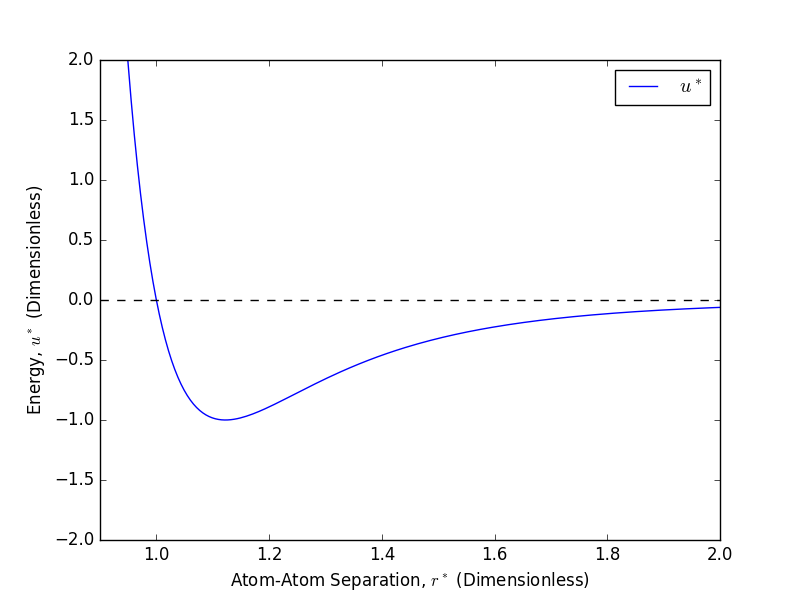 2.0
1.5
1.0
0.5
0.0
−0.5
−1.0
−1.5
−2.0
Energy, u* (Dimensionless)
u*
1.0 1.2 1.4 1.6 1.8 2.0
Atom-Atom Separation, r* (Dimensionless)